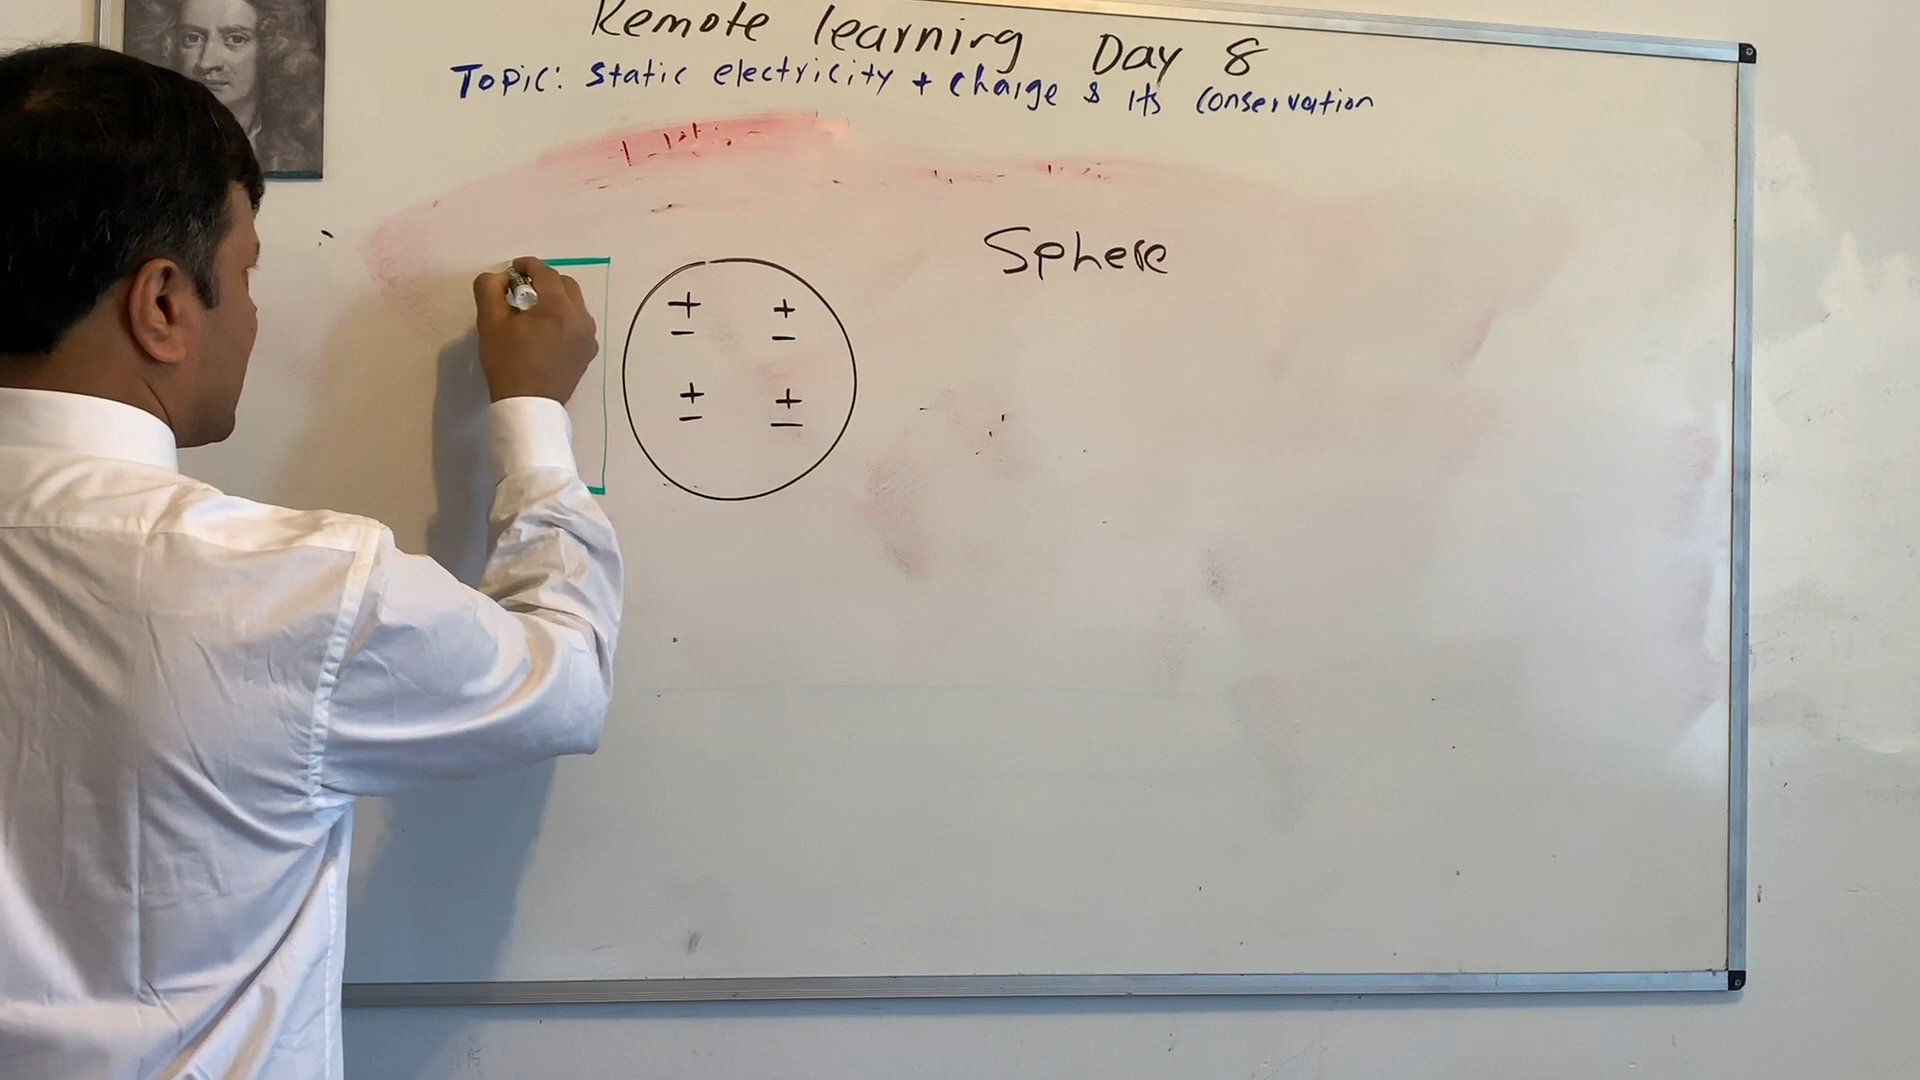 Remote learning Day 8
Topic: Static electricity + charge & its conservation
Sphere
+ +
- -
+ +
- -